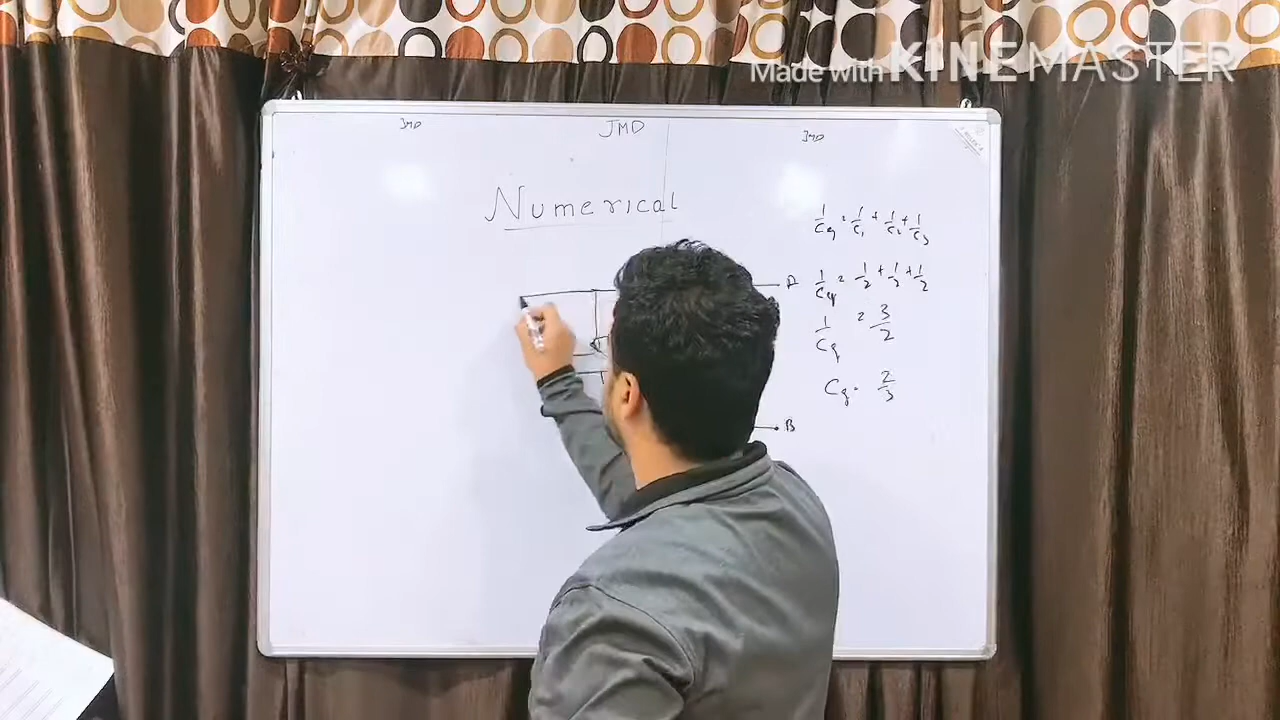 Made with KINEMASTER
JMD JMD JMD
Numerical
1/Cq = 1/C1 + 1/C2 + 1/C3
A
1/Cq = 1/2 + 1/2 + 1/2
1/Cq = 3/2
Cq = 2/3
B